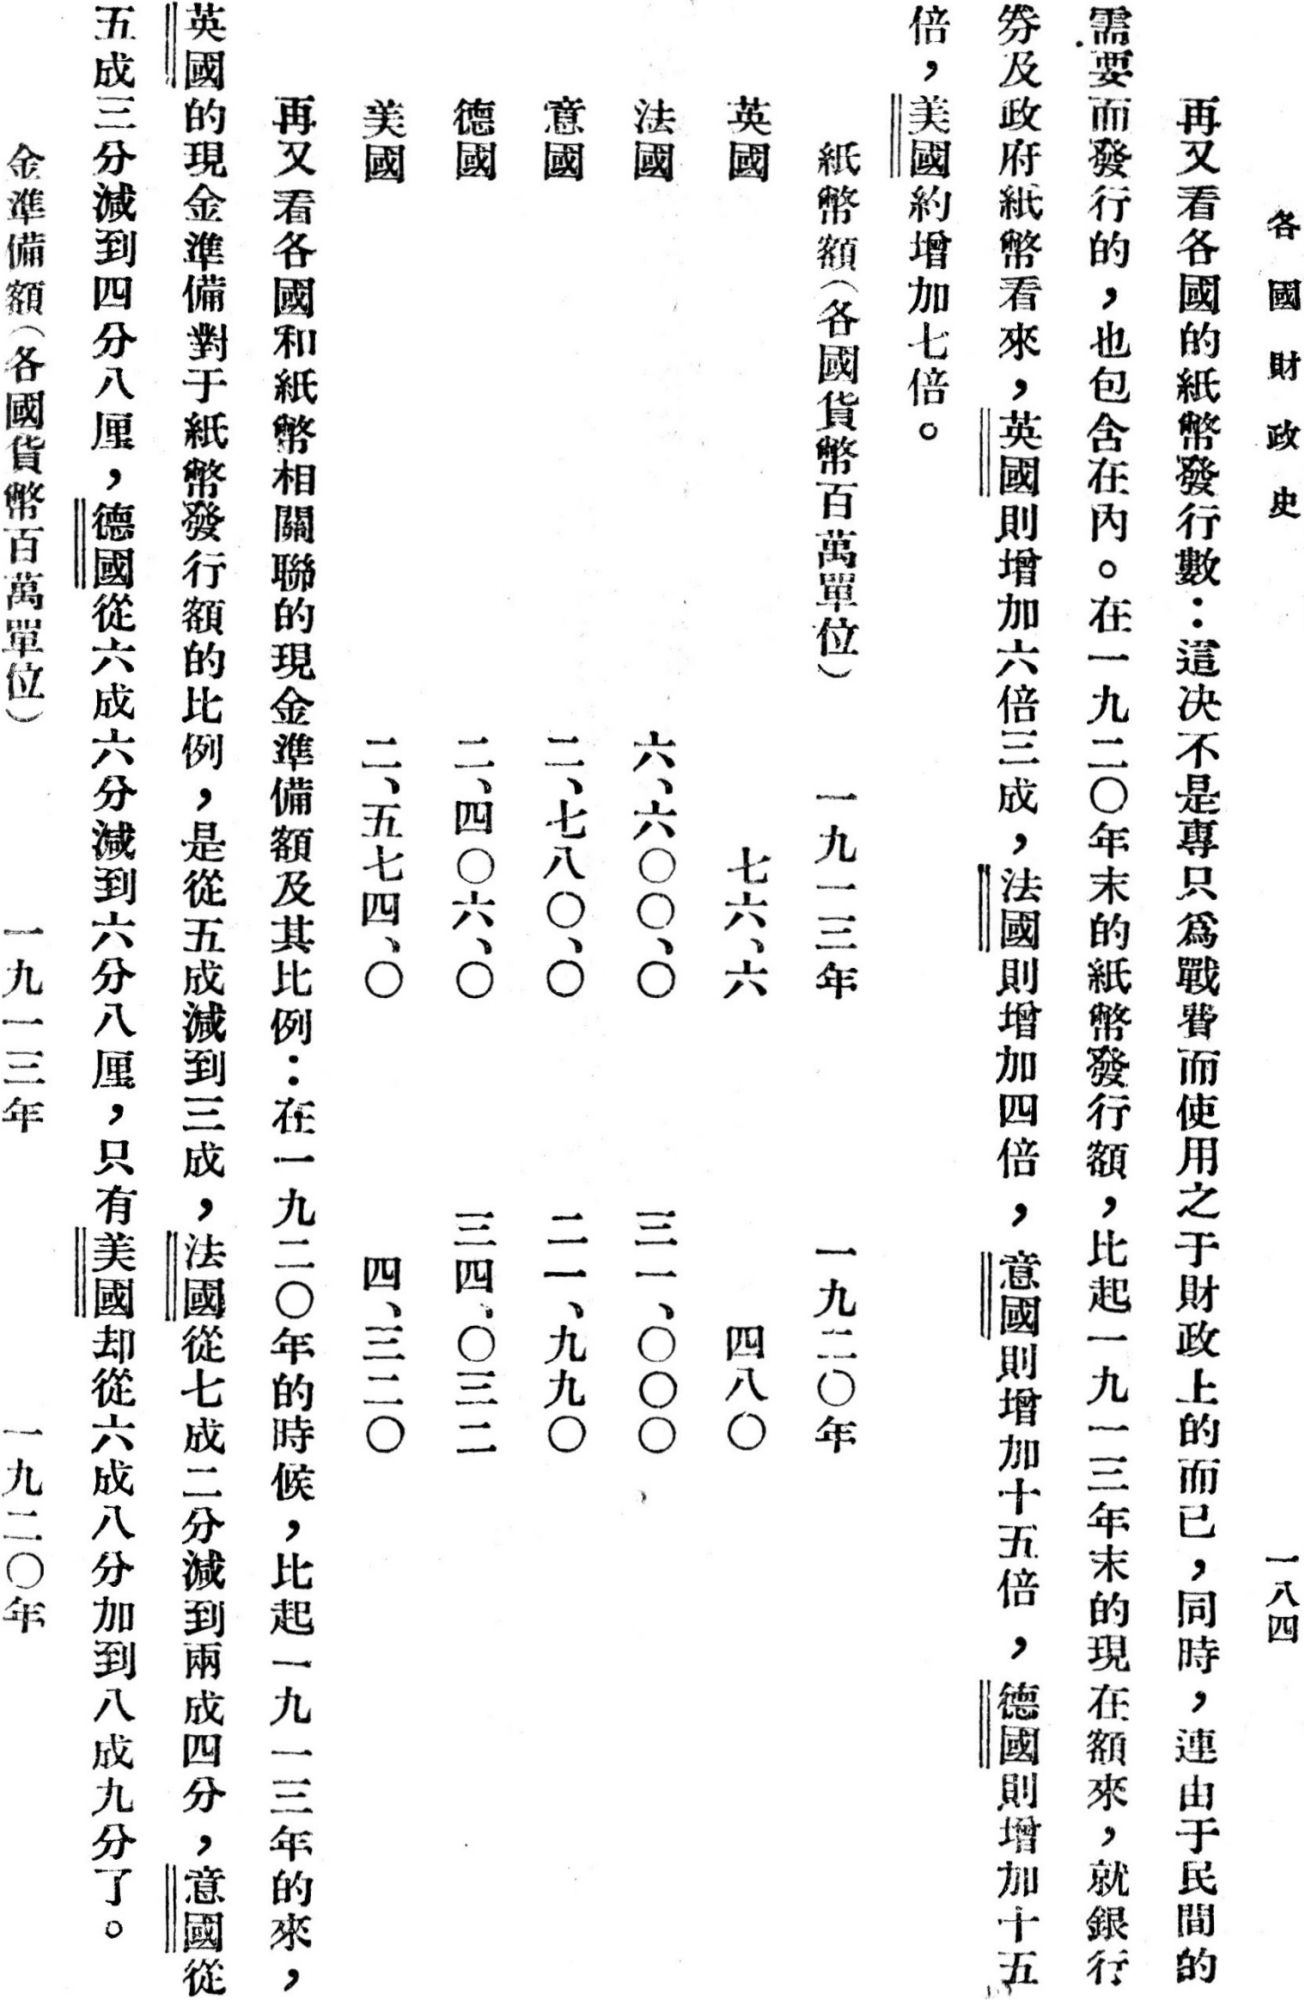 各國財政史
一八四
再又看各國的紙幣發行數：這決不是專只爲戰費而使用之于財政上的而已，同時，連由于民間的
需要而發行的，也包含在內。在一九二〇年末的紙幣發行額，比起一九一三年末的現在額來，就銀行
券及政府紙幣看來，英國則增加六倍三成，法國則增加四倍，意國則增加十五倍，德國則增加十五
倍，美國約增加七倍。
紙幣額（各國貨幣百萬單位） 一九一三年 一九二〇年
英國 七六、六 四八〇
法國 六、六〇〇、〇 三一、〇〇〇
意國 二、七八〇、〇 二一、九九〇
德國 二、四〇六、〇 三四、〇三二
美國 二、五七四、〇 四、三二〇
再又看各國和紙幣相關聯的現金準備額及其比例：在一九二〇年的時候，比起一九一三年的來，
英國的現金準備對于紙幣發行額的比例，是從五成減到三成，法國從七成二分減到兩成四分，意國從
五成三分減到四分八厘，德國從六成六分減到六分八厘，只有美國却從六成八分加到八成九分了。
金準備額（各國貨幣百萬單位） 一九一三年 一九二〇年